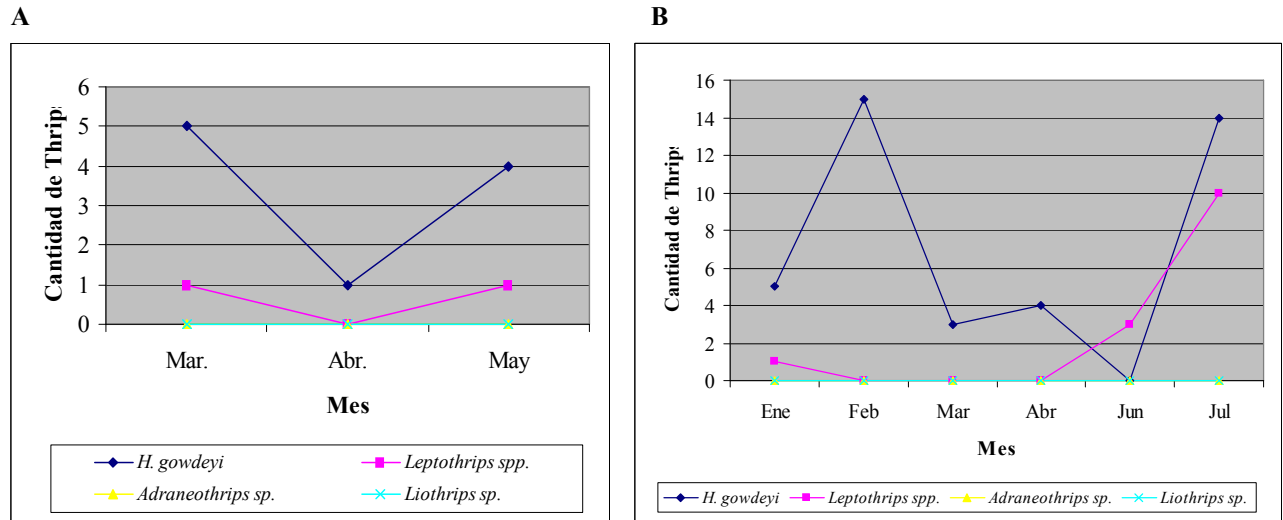 A
B
Cantidad de Thrips
6
5
4
3
2
1
0
Mar.
Abr.
May
Mes
H. gowdeyi
Leptothrips spp.
Adraneothrips sp.
Liothrips sp.
Cantidad de Thrips
16
14
12
10
8
6
4
2
0
Ene
Feb
Mar
Abr
Jun
Jul
Mes
H. gowdeyi
Leptothrips spp.
Adraneothrips sp.
Liothrips sp.